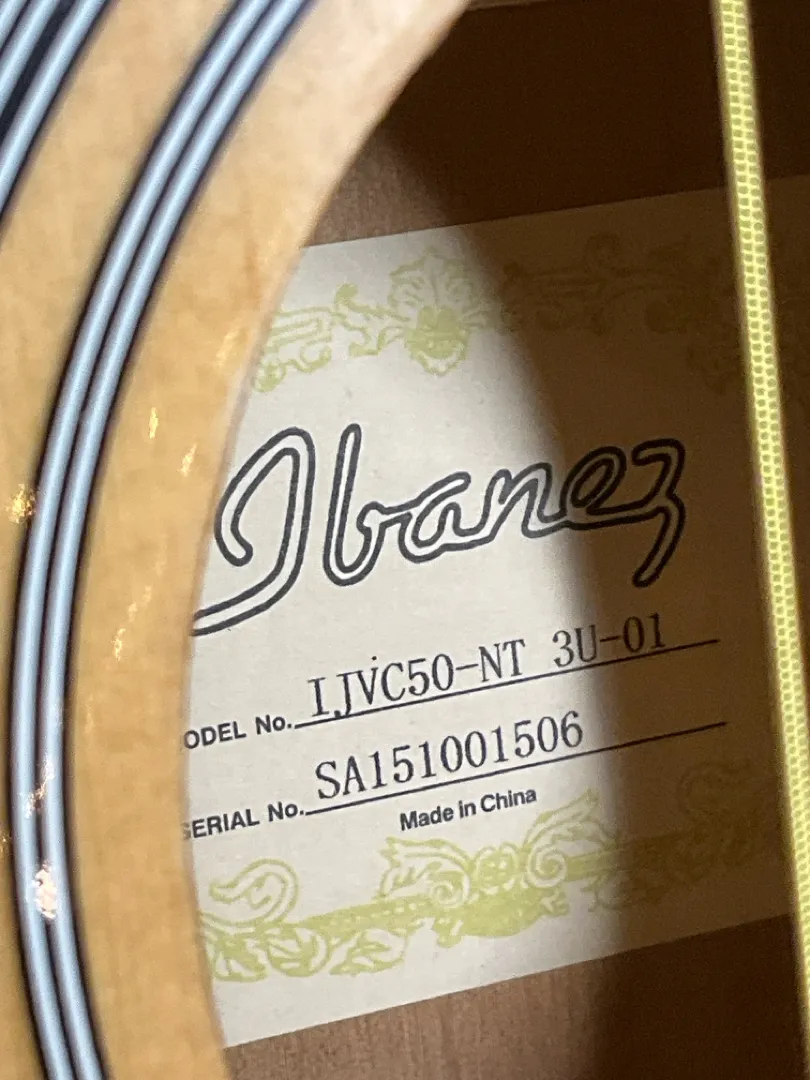 Ibanez
ODEL No. IJVC50-NT 3U-01
SERIAL No. SA151001506
Made in China